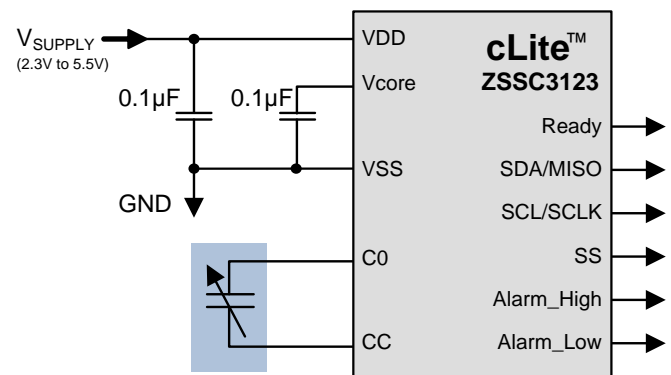 VSUPPLY
(2.3V to 5.5V)
0.1µF
0.1µF
GND
VDD
Vcore
VSS
C0
CC
cLite™
ZSSC3123
Ready
SDA/MISO
SCL/SCLK
SS
Alarm_High
Alarm_Low